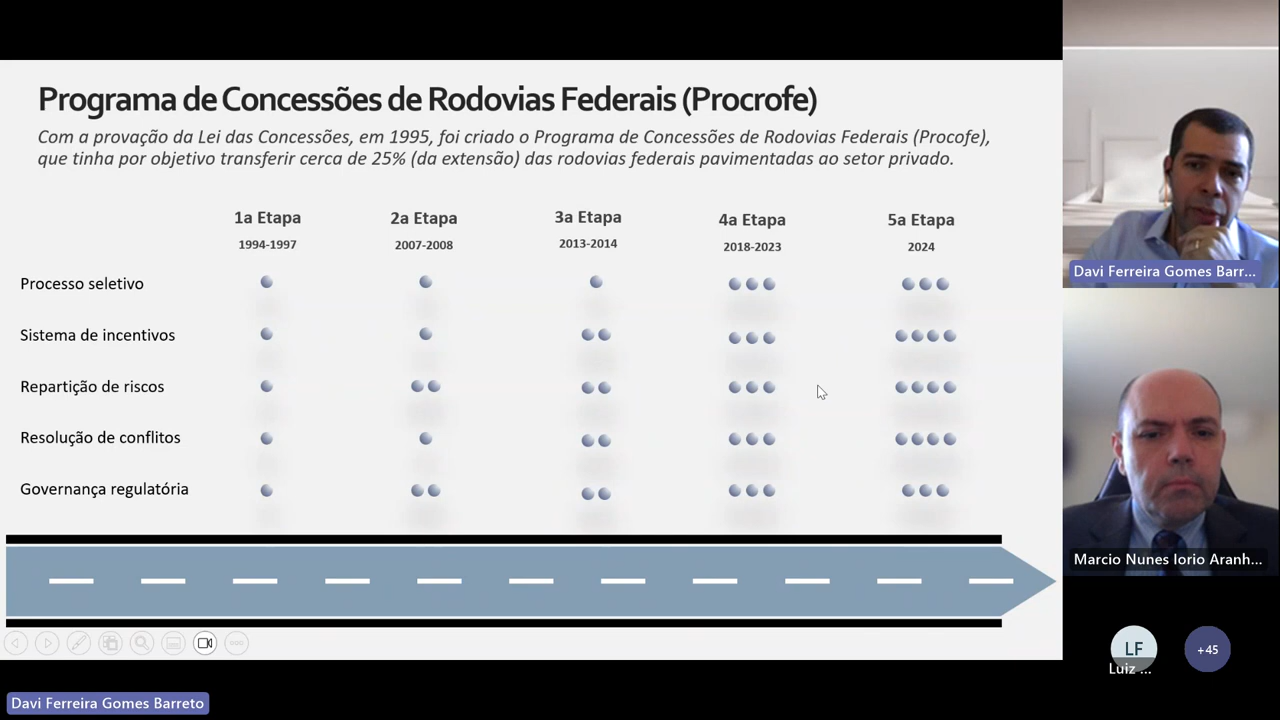 Programa de Concessões de Rodovias Federais (Procrofe)
Com a provação da Lei das Concessões, em 1995, foi criado o Programa de Concessões de Rodovias Federais (Procofe),
que tinha por objetivo transferir cerca de 25% (da extensão) das rodovias federais pavimentadas ao setor privado.
1a Etapa 2a Etapa 3a Etapa 4a Etapa 5a Etapa
1994-1997 2007-2008 2013-2014 2018-2023 2024
Processo seletivo
Sistema de incentivos
Repartição de riscos
Resolução de conflitos
Governança regulatória
Davi Ferreira Gomes Barr...
Marcio Nunes Iorio Aranh...
LF
Luiz ...
+45
Davi Ferreira Gomes Barreto